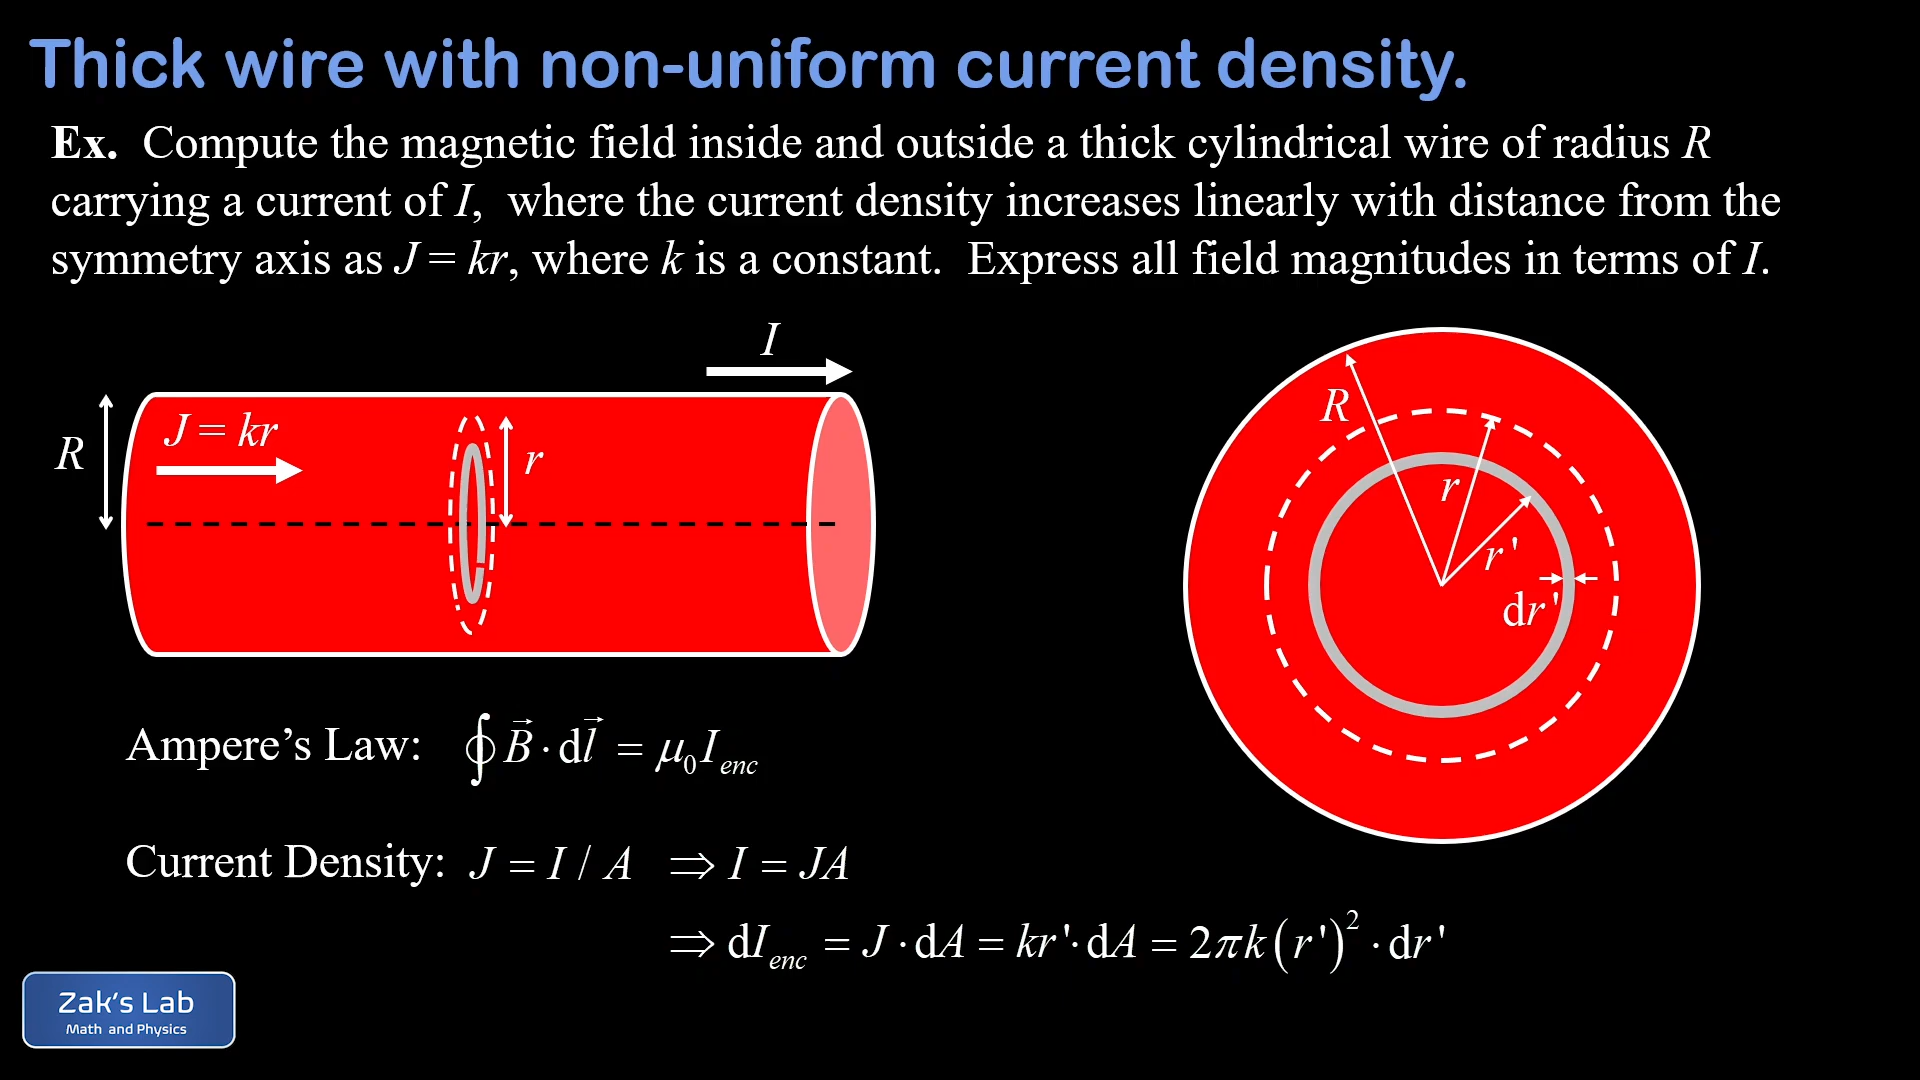 Thick wire with non-uniform current density.
Ex. Compute the magnetic field inside and outside a thick cylindrical wire of radius R
carrying a current of I, where the current density increases linearly with distance from the
symmetry axis as J = kr, where k is a constant. Express all field magnitudes in terms of I.
I
R
J = kr
r
R
r
r'
dr'
Ampere's Law: ∮ B⃗ · dl⃗ = μ₀I_enc
Current Density: J = I / A ⇒ I = JA
⇒ dI_enc = J · dA = kr'· dA = 2πk(r')² · dr'
Zak's Lab
Math and Physics